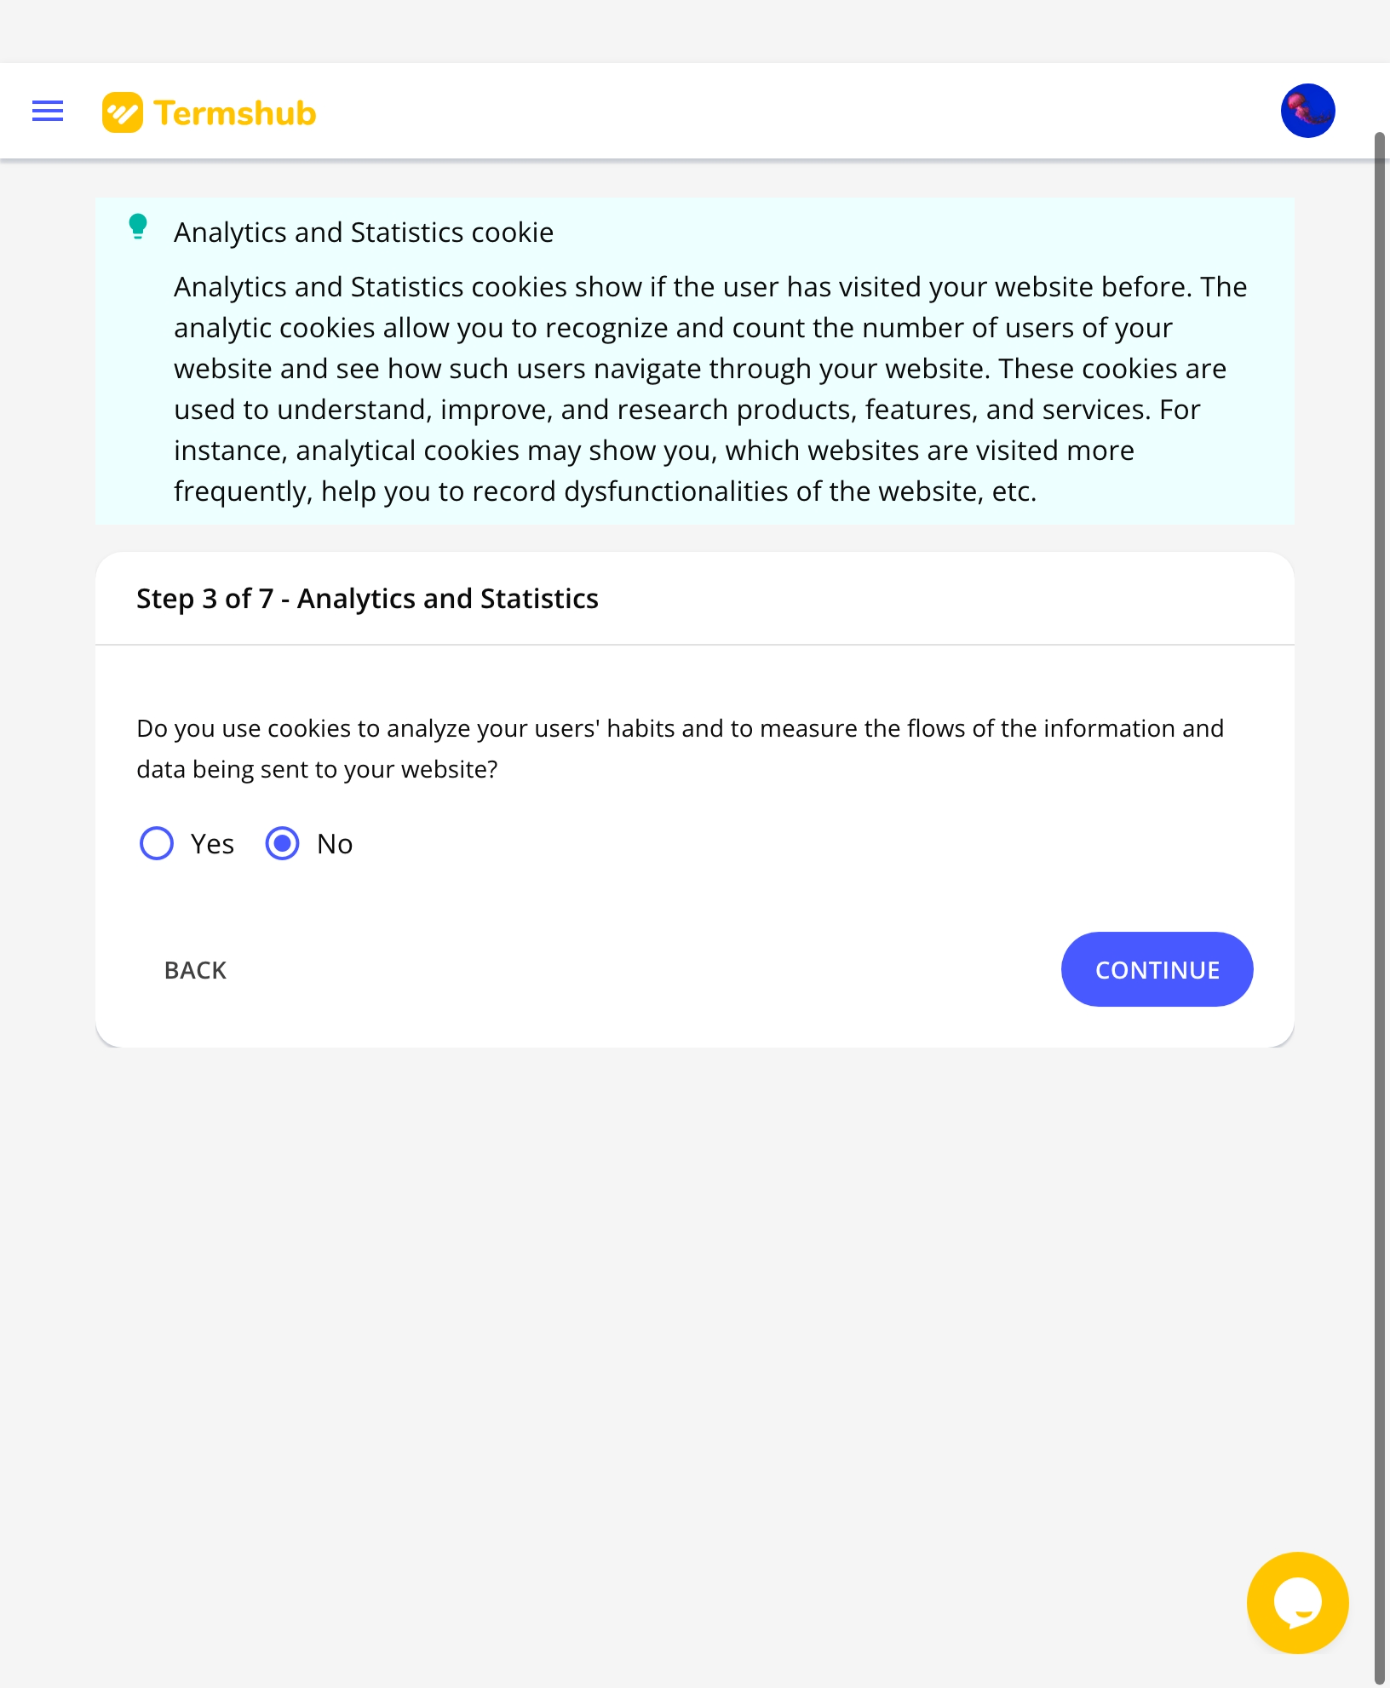 Termshub
Analytics and Statistics cookie
Analytics and Statistics cookies show if the user has visited your website before. The
analytic cookies allow you to recognize and count the number of users of your
website and see how such users navigate through your website. These cookies are
used to understand, improve, and research products, features, and services. For
instance, analytical cookies may show you, which websites are visited more
frequently, help you to record dysfunctionalities of the website, etc.
Step 3 of 7 - Analytics and Statistics
Do you use cookies to analyze your users' habits and to measure the flows of the information and
data being sent to your website?
Yes No
BACK CONTINUE